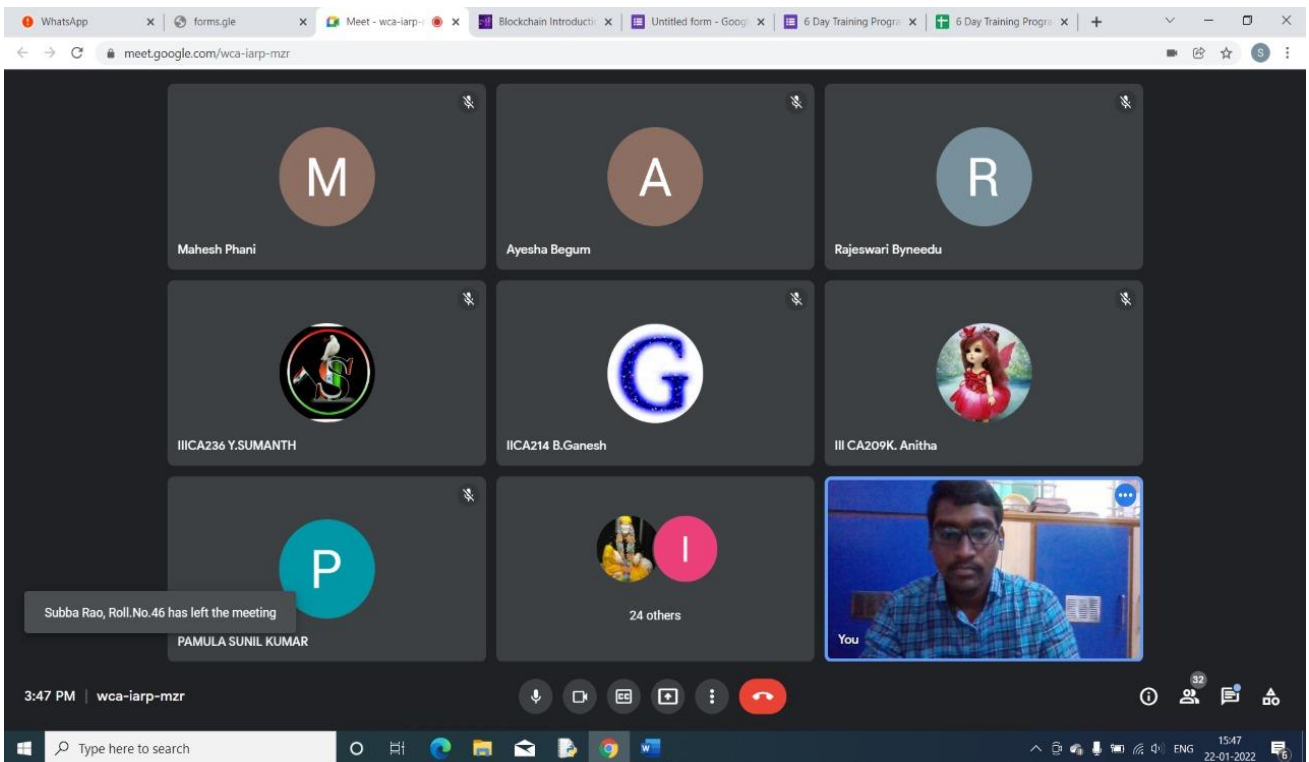 WhatsApp
forms.gle
Meet - wca-iarp-
Blockchain Introductio
Untitled form - Goog
6 Day Training Progra
6 Day Training Progra
meet.google.com/wca-iarp-mzr
S
M
Mahesh Phani
A
Ayesha Begum
R
Rajeswari Byneedu
S
IIICA236 Y.SUMANTH
G
IICA214 B.Ganesh
III CA209K. Anitha
P
PAMULA SUNIL KUMAR
I
24 others
You
Subba Rao, Roll.No.46 has left the meeting
3:47 PM | wca-iarp-mzr
CC
32
Type here to search
W
ENG
15:47
22-01-2022
6